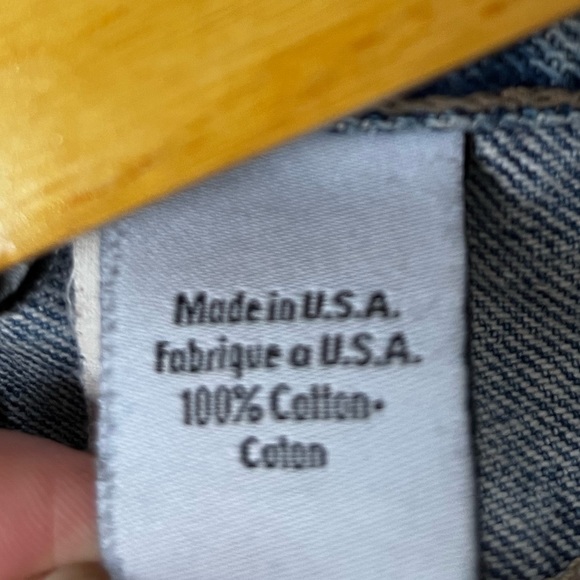 Made in U.S.A.
Fabrique a U.S.A.
100% Cotton•
Coton